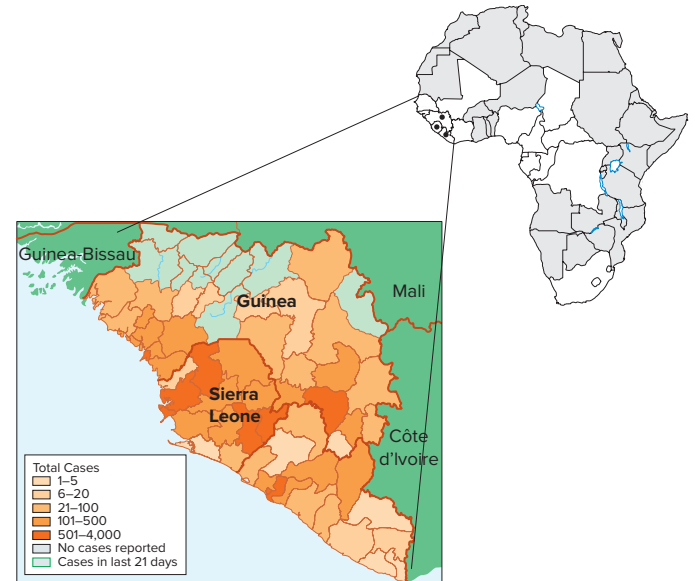 Guinea-Bissau
Guinea
Mali
Sierra
Leone
Côte
d'Ivoire
Total Cases
1–5
6–20
21–100
101–500
501–4,000
No cases reported
Cases in last 21 days